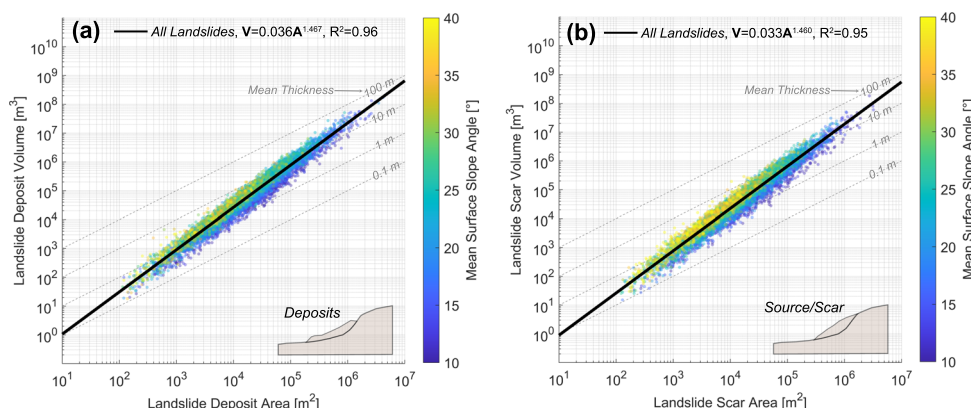 (a)
All Landslides, V=0.036A^1.467, R²=0.96
Landslide Deposit Volume [m³]
10¹⁰
10⁹
10⁸
10⁷
10⁶
10⁵
10⁴
10³
10²
10¹
10⁰
Mean Thickness
100 m
10 m
1 m
0.1 m
Deposits
10¹ 10² 10³ 10⁴ 10⁵ 10⁶ 10⁷
Landslide Deposit Area [m²]
40
35
30
25
20
15
10
Mean Surface Slope Angle [°]
(b)
All Landslides, V=0.033A^1.460, R²=0.95
Landslide Scar Volume [m³]
10¹⁰
10⁹
10⁸
10⁷
10⁶
10⁵
10⁴
10³
10²
10¹
10⁰
Mean Thickness
100 m
10 m
1 m
0.1 m
Source/Scar
10¹ 10² 10³ 10⁴ 10⁵ 10⁶ 10⁷
Landslide Scar Area [m²]
40
35
30
25
20
15
10
Mean Surface Slope Angle [°]